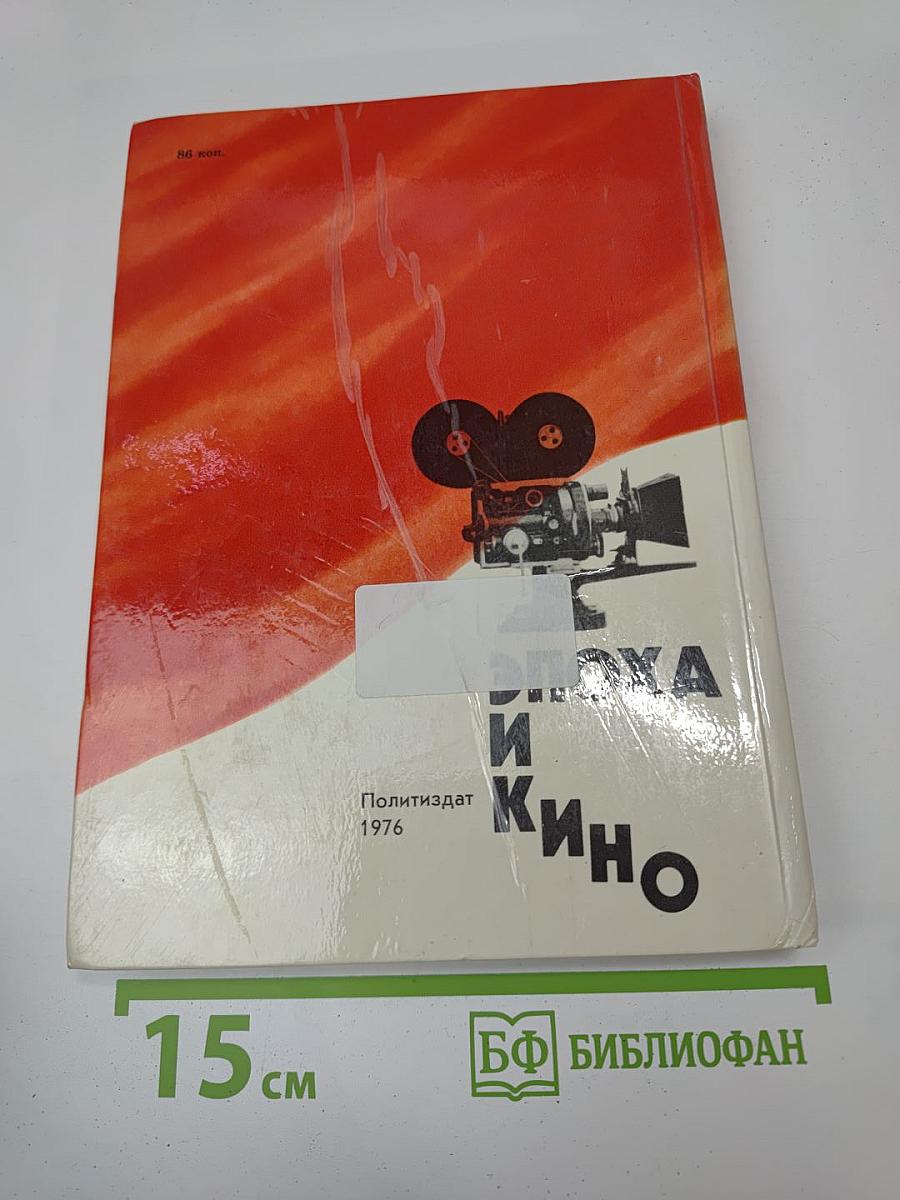 86 коп.
ЭПОХА
И
КИНО
Политиздат
1976
15 см
БФ БИБЛИОФАН